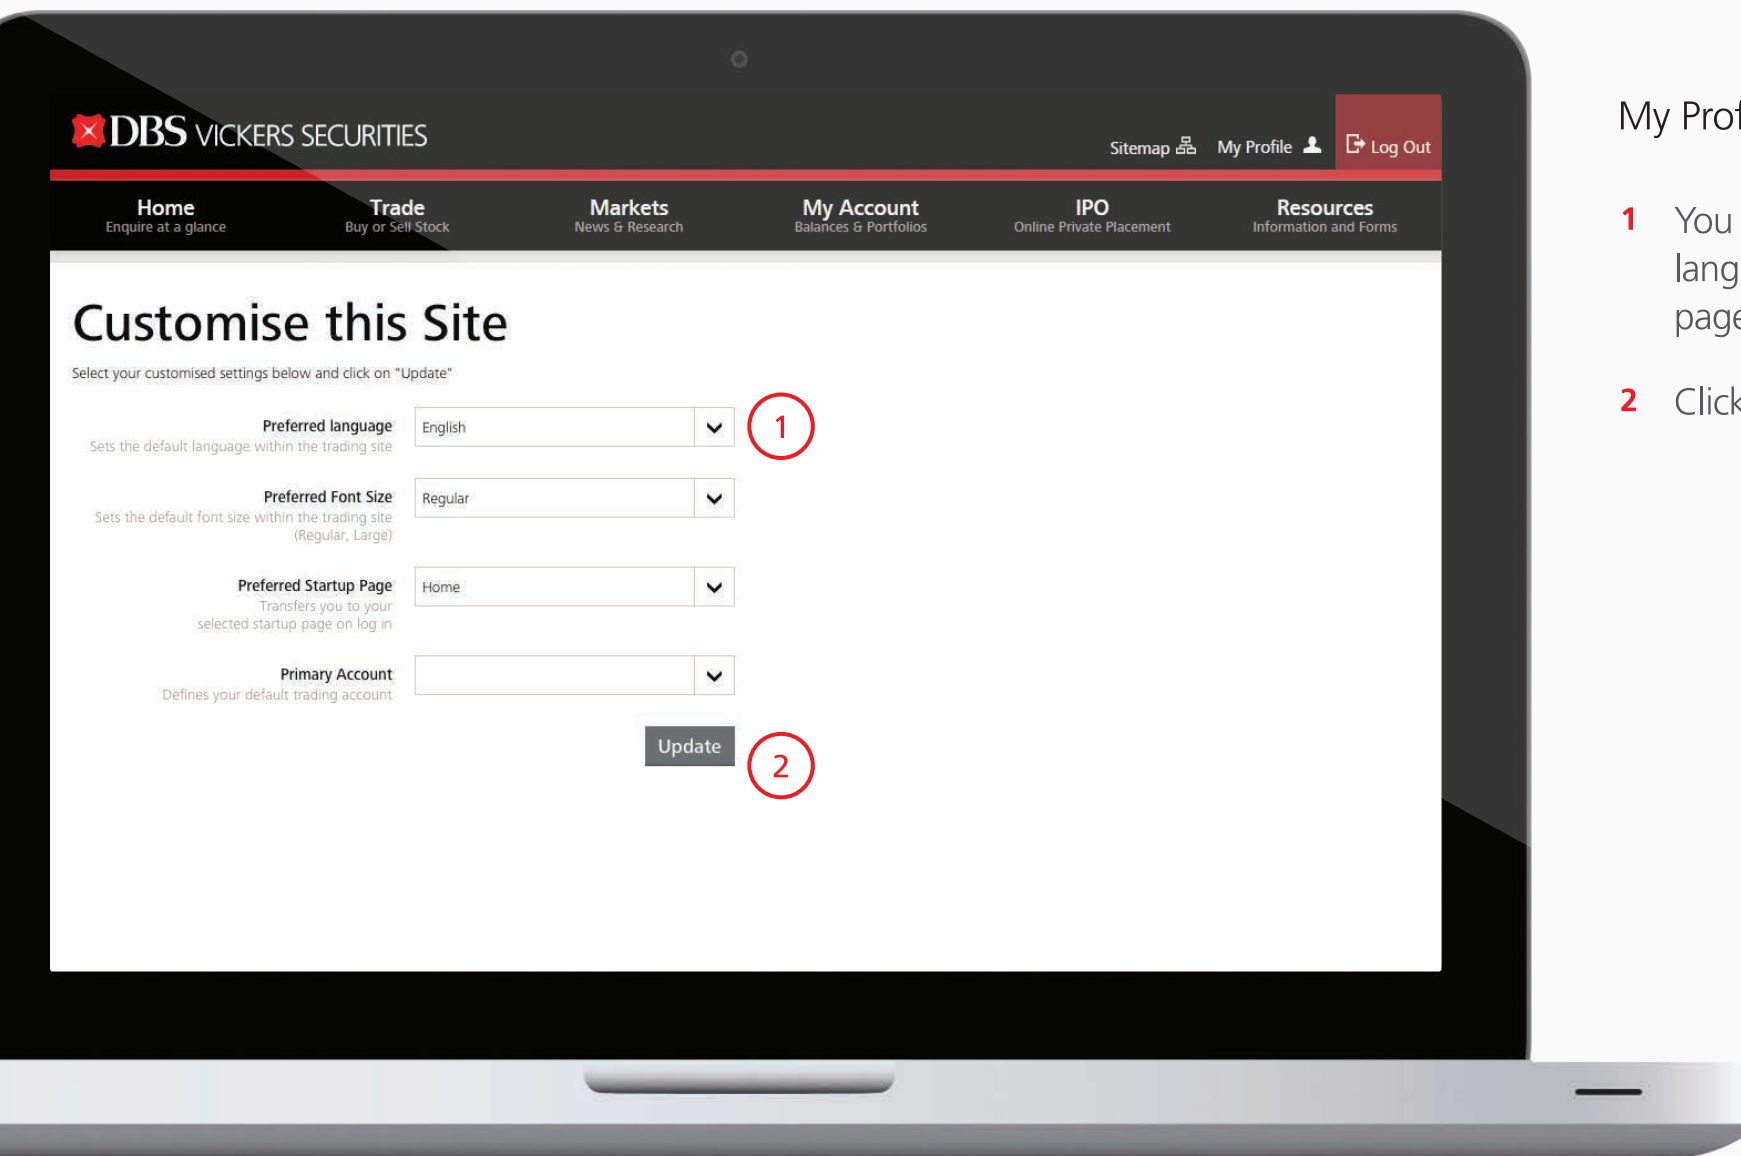 DBS VICKERS SECURITIES
Sitemap My Profile Log Out
Home Trade Markets My Account IPO Resources
Enquire at a glance Buy or Sell Stock News & Research Balances & Portfolios Online Private Placement Information and Forms
Customise this Site
Select your customised settings below and click on "Update"
Preferred language English 1
Sets the default language within the trading site
Preferred Font Size Regular
Sets the default font size within the trading site
(Regular, Large)
Preferred Startup Page Home
Transfers you to your
selected startup page on log in
Primary Account
Defines your default trading account
Update 2
My
1 You
2